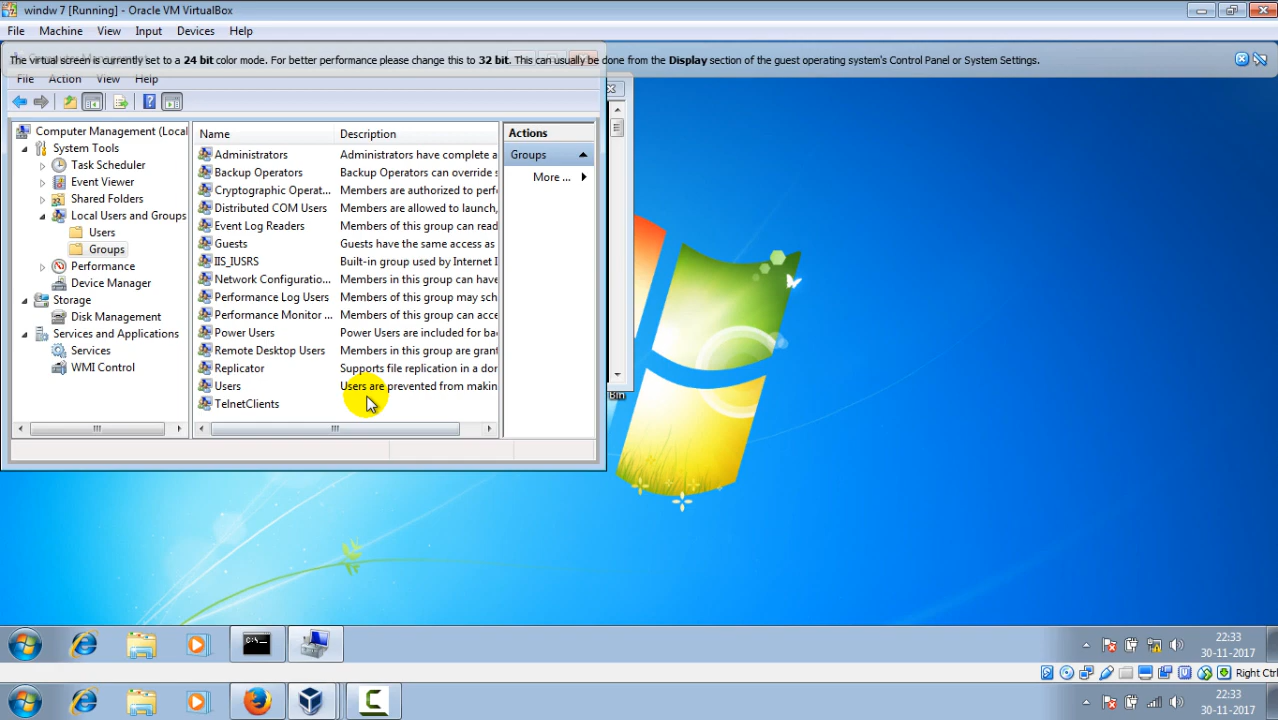 windw 7 [Running] - Oracle VM VirtualBox
File Machine View Input Devices Help
The virtual screen is currently set to a 24 bit color mode. For better performance please change this to 32 bit. This can usually be done from the Display section of the guest operating system's Control Panel or System Settings.
File Action View Help
Computer Management (Local
System Tools
Task Scheduler
Event Viewer
Shared Folders
Local Users and Groups
Users
Groups
Performance
Device Manager
Storage
Disk Management
Services and Applications
Services
WMI Control
Name Description
Administrators Administrators have complete a
Backup Operators Backup Operators can override s
Cryptographic Operat... Members are authorized to perf
Distributed COM Users Members are allowed to launch,
Event Log Readers Members of this group can read
Guests Guests have the same access as
IIS_IUSRS Built-in group used by Internet I
Network Configuratio... Members in this group can have
Performance Log Users Members of this group may sch
Performance Monitor ... Members of this group can acce
Power Users Power Users are included for ba
Remote Desktop Users Members in this group are grant
Replicator Supports file replication in a dor
Users Users are prevented from makin
TelnetClients
Actions
Groups
More ...
Bin
22:33
30-11-2017
Right Ctrl
22:33
30-11-2017